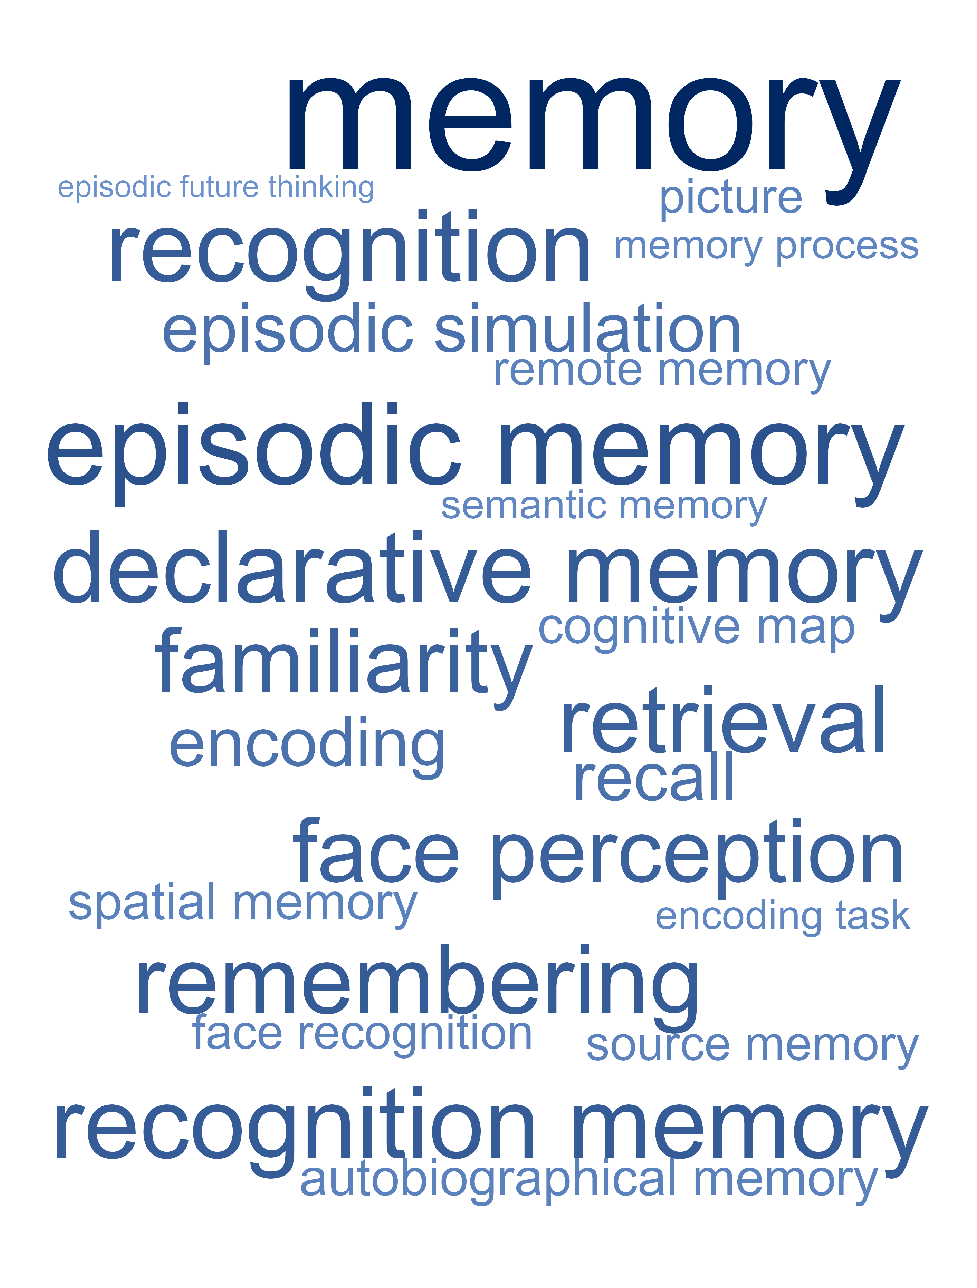 memory
episodic future thinking
picture
recognition
memory process
episodic simulation
remote memory
episodic memory
semantic memory
declarative memory
cognitive map
familiarity
retrieval
encoding
recall
face perception
spatial memory
encoding task
remembering
face recognition
source memory
recognition memory
autobiographical memory